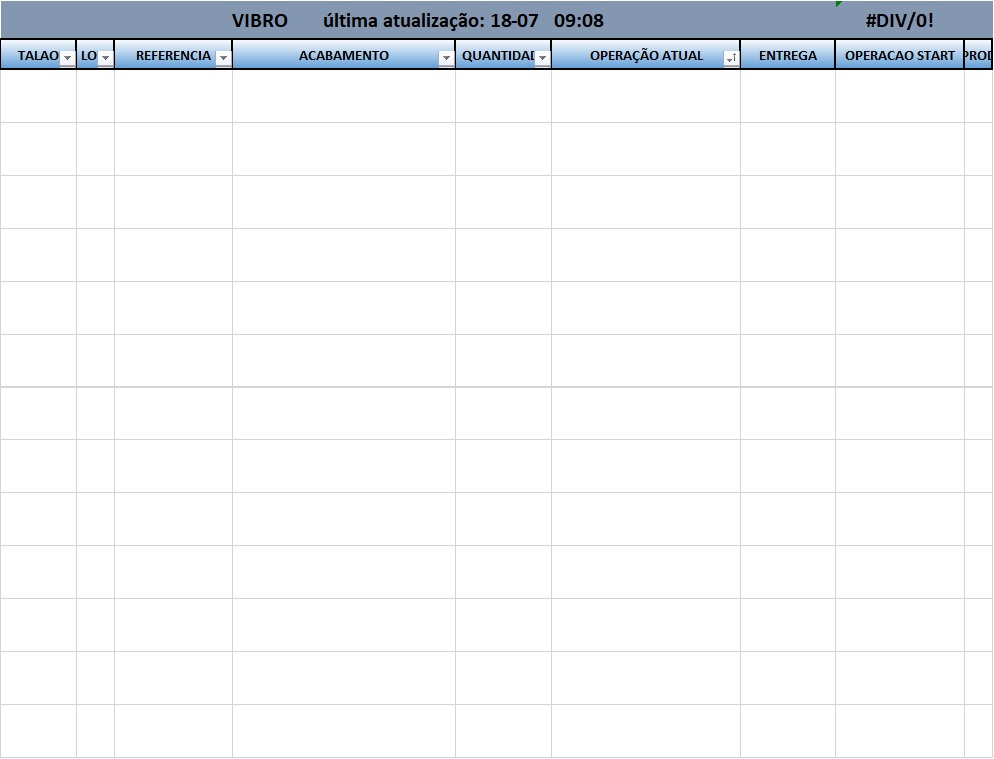 VIBRO última atualização: 18-07 09:08 #DIV/0!
TALAO LO REFERENCIA ACABAMENTO QUANTIDAD OPERAÇÃO ATUAL ENTREGA OPERACAO START PROD